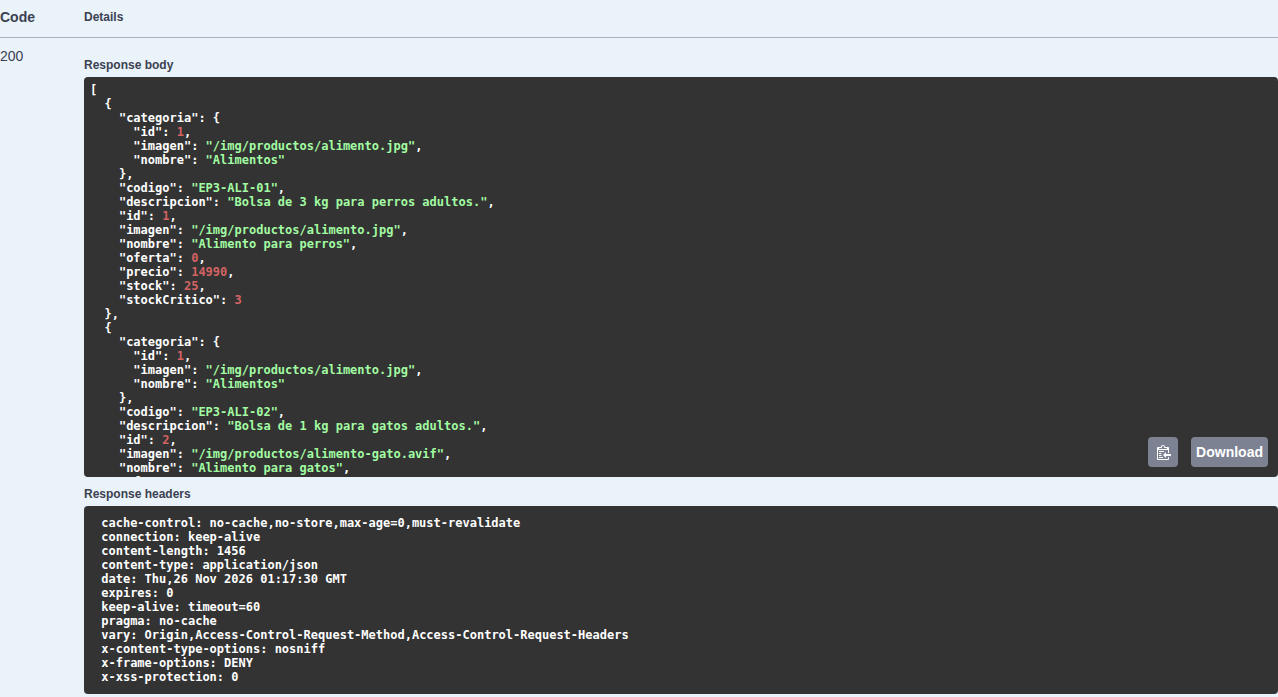 Code Details
200
Response body
[
  {
    "categoria": {
      "id": 1,
      "imagen": "/img/productos/alimento.jpg",
      "nombre": "Alimentos"
    },
    "codigo": "EP3-ALI-01",
    "descripcion": "Bolsa de 3 kg para perros adultos.",
    "id": 1,
    "imagen": "/img/productos/alimento.jpg",
    "nombre": "Alimento para perros",
    "oferta": 0,
    "precio": 14990,
    "stock": 25,
    "stockCritico": 3
  },
  {
    "categoria": {
      "id": 1,
      "imagen": "/img/productos/alimento.jpg",
      "nombre": "Alimentos"
    },
    "codigo": "EP3-ALI-02",
    "descripcion": "Bolsa de 1 kg para gatos adultos.",
    "id": 2,
    "imagen": "/img/productos/alimento-gato.avif",
    "nombre": "Alimento para gatos",
Download
Response headers
cache-control: no-cache,no-store,max-age=0,must-revalidate
connection: keep-alive
content-length: 1456
content-type: application/json
date: Thu,26 Nov 2026 01:17:30 GMT
expires: 0
keep-alive: timeout=60
pragma: no-cache
vary: Origin,Access-Control-Request-Method,Access-Control-Request-Headers
x-content-type-options: nosniff
x-frame-options: DENY
x-xss-protection: 0